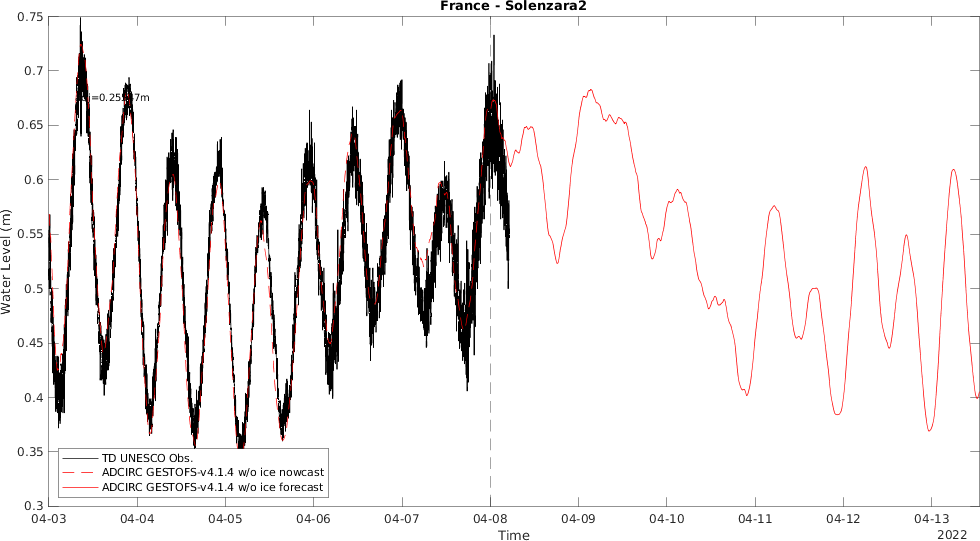 France - Solenzara2
0.75
0.7
0.65
0.6
0.55
0.5
0.45
0.4
0.35
0.3
Water Level (m)
TD UNESCO Obs.
ADCIRC GESTOFS-v4.1.4 w/o ice nowcast
ADCIRC GESTOFS-v4.1.4 w/o ice forecast
04-03 04-04 04-05 04-06 04-07 04-08 04-09 04-10 04-11 04-12 04-13
Time
2022